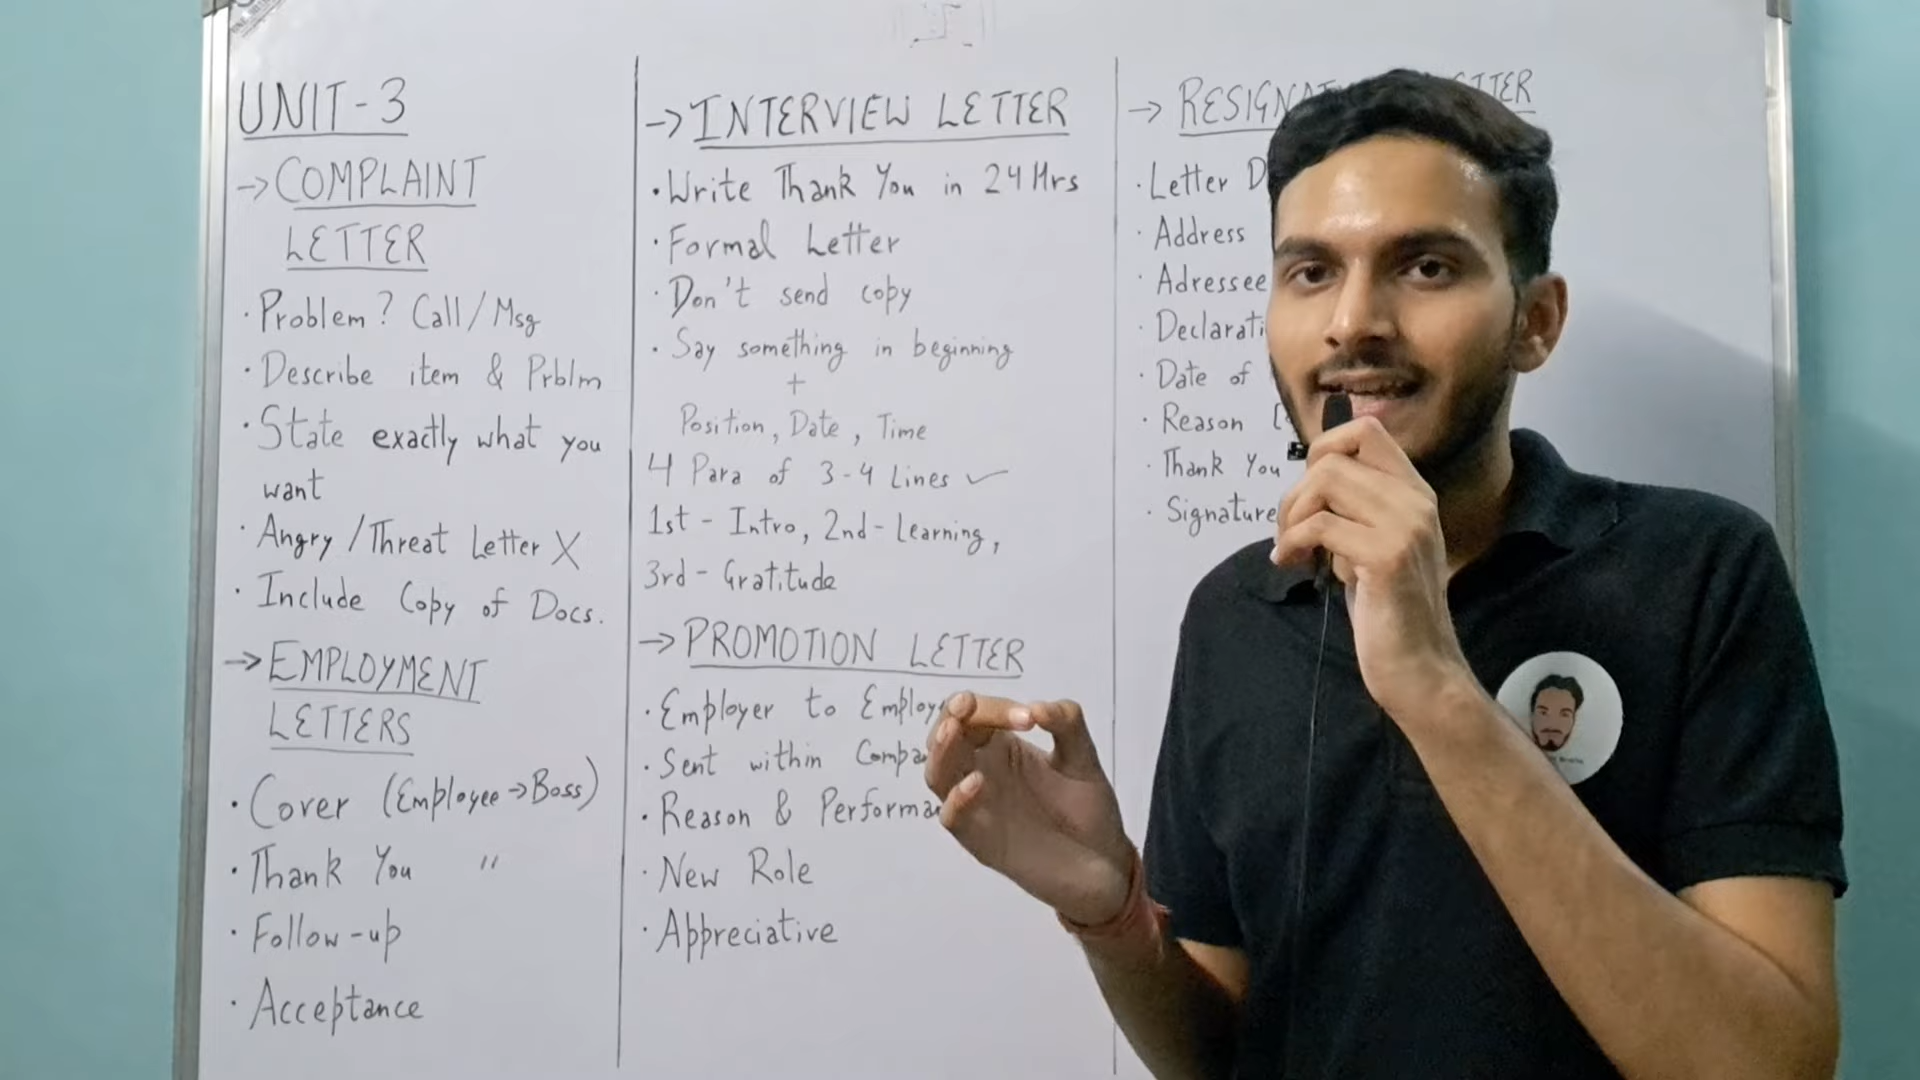 UNIT-3
→ COMPLAINT
LETTER
· Problem? Call/Msg
· Describe item & Prblm
· State exactly what you
want
· Angry/Threat Letter X
· Include Copy of Docs.
→ EMPLOYMENT
LETTERS
· Cover (Employee→Boss)
· Thank You "
· Follow-up
· Acceptance
→ INTERVIEW LETTER
· Write Thank You in 24 Hrs
· Formal Letter
· Don't send copy
· Say something in beginning
+
Position, Date, Time
4 Para of 3-4 Lines ✓
1st - Intro, 2nd - Learning,
3rd - Gratitude
→ PROMOTION LETTER
· Employer to
· Sent within
· Reason &
· New Role
· Appreciative
→
· Letter
· Address
· Adressee
·
· Date of
· Reason
· Thank You
· Signature